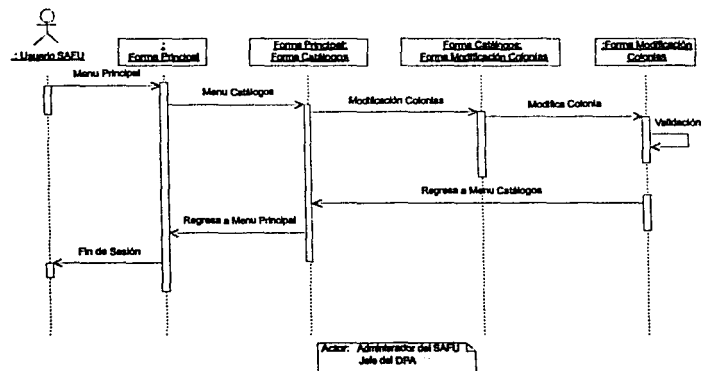 : Usuario SAFU
:
Forma Principal
Forma Principal:
Forma Catálogos
Forma Catálogos:
Forma Modificación Colonias
:Forma Modificación
Colonias
Menu Principal
Menu Catálogos
Modificación Colonias
Modifica Colonia
Validación
Regresa a Menu Catálogos
Regresa a Menu Principal
Fin de Sesión
Actor: Administrador del SAFU
Jefe del DPA